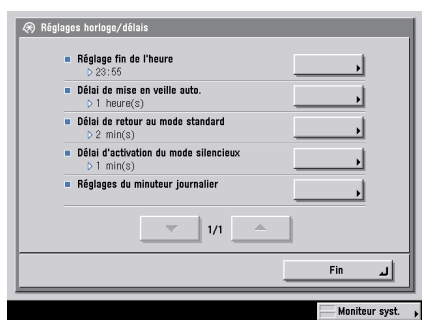 Réglages horloge/délais
Réglage fin de l'heure
23:55
Délai de mise en veille auto.
1 heure(s)
Délai de retour au mode standard
2 min(s)
Délai d'activation du mode silencieux
1 min(s)
Réglages du minuteur journalier
1/1
Fin
Moniteur syst.